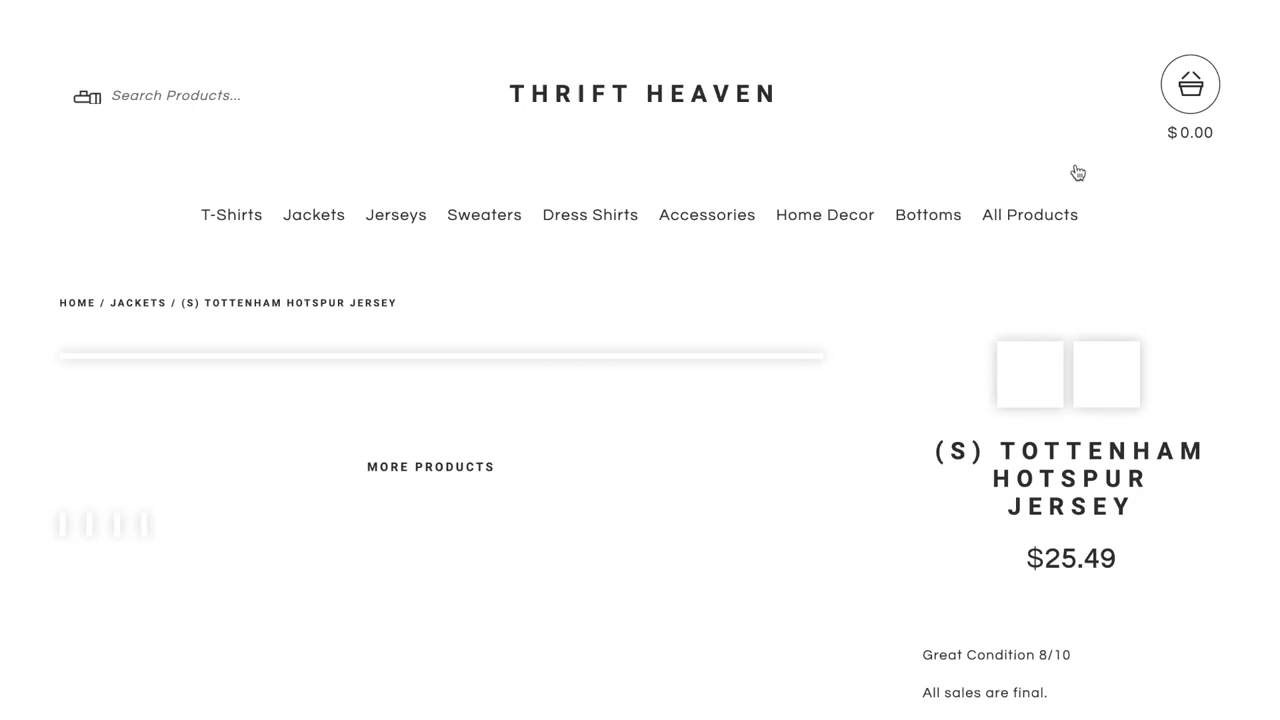 Search Products...
THRIFT HEAVEN
$0.00
T-Shirts Jackets Jerseys Sweaters Dress Shirts Accessories Home Decor Bottoms All Products
HOME / JACKETS / (S) TOTTENHAM HOTSPUR JERSEY
MORE PRODUCTS
(S) TOTTENHAM
HOTSPUR
JERSEY
$25.49
Great Condition 8/10
All sales are final.